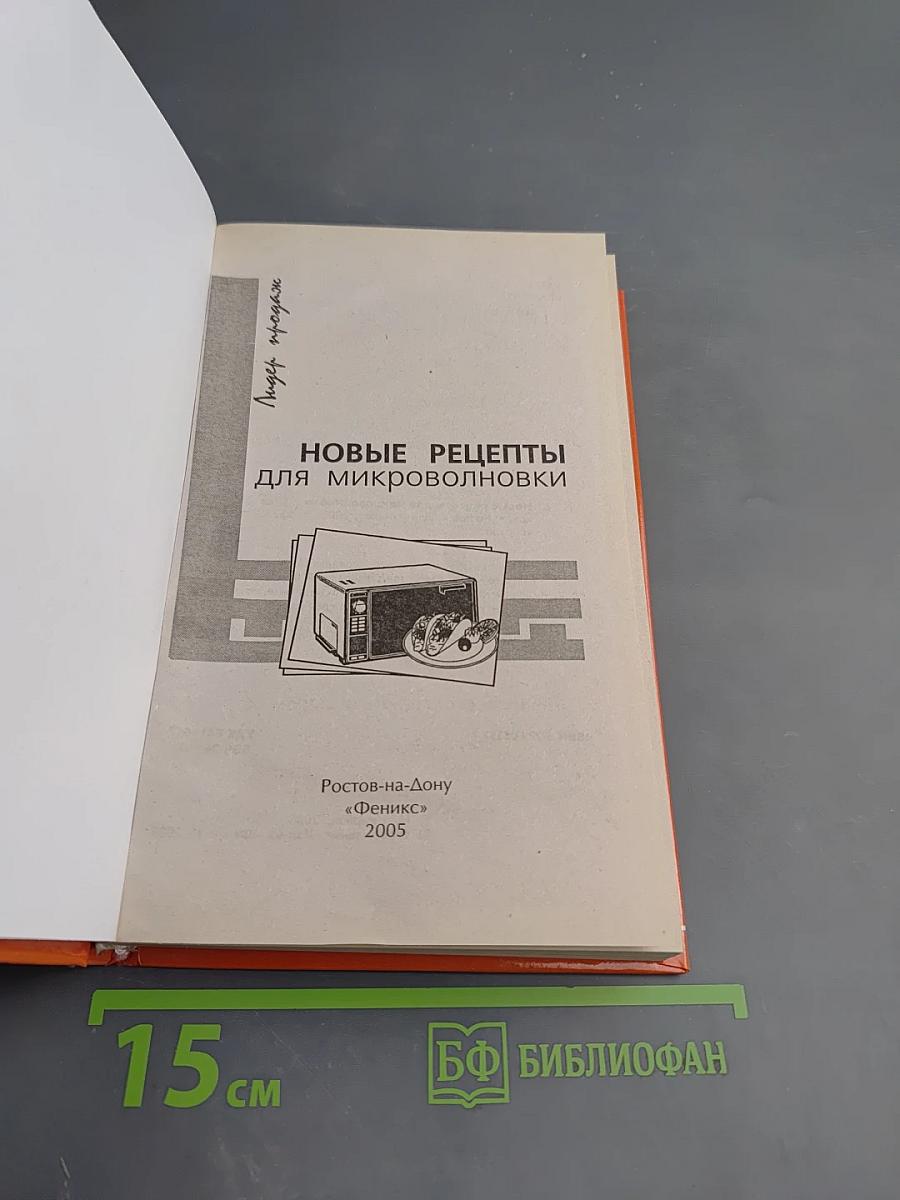 Лидер продаж
НОВЫЕ РЕЦЕПТЫ
для микроволновки
Ростов-на-Дону
«Феникс»
2005
15 см
БФ БИБЛИОФАН